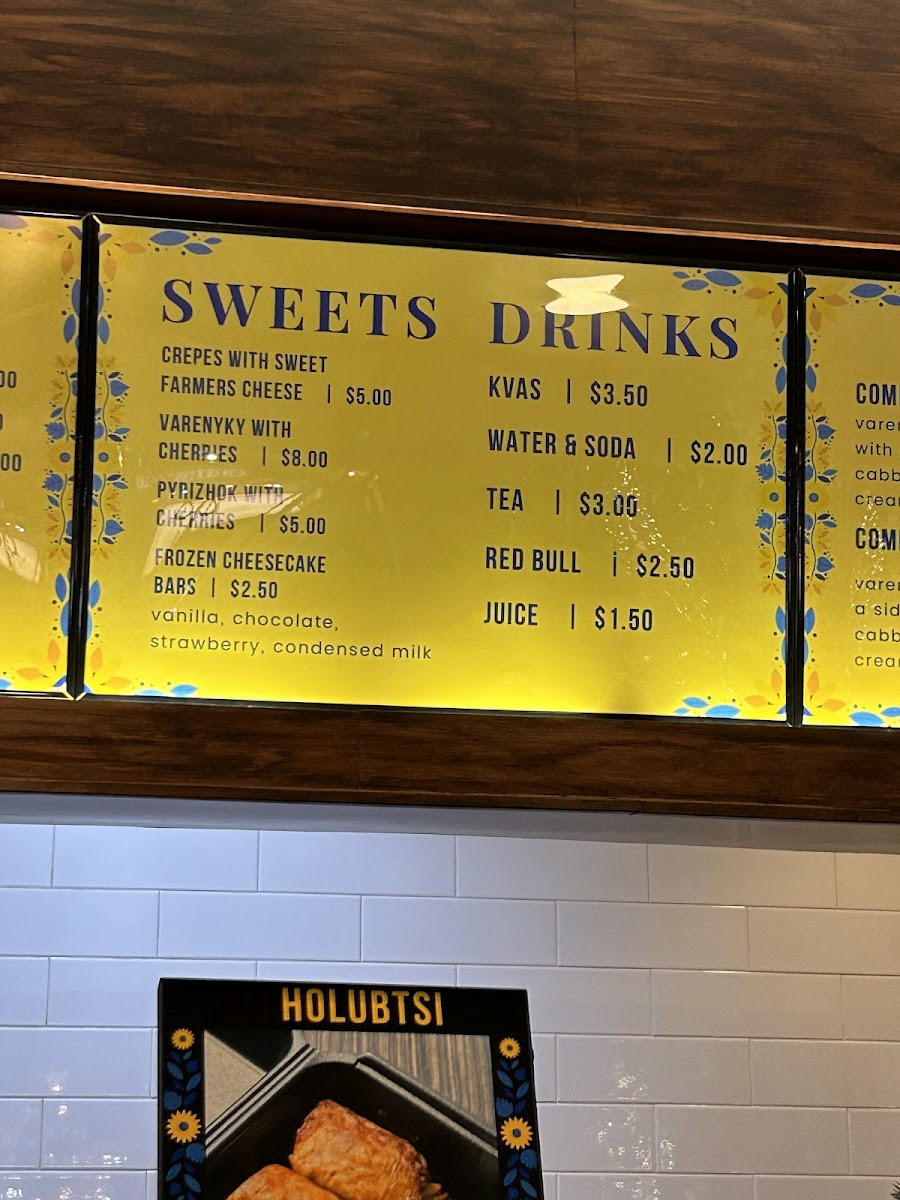 SWEETS
CREPES WITH SWEET
FARMERS CHEESE | $5.00
VARENYKY WITH
CHERRIES | $8.00
PYRIZHOK WITH
CHERRIES | $5.00
FROZEN CHEESECAKE
BARS | $2.50
vanilla, chocolate,
strawberry, condensed milk
DRINKS
KVAS | $3.50
WATER & SODA | $2.00
TEA | $3.00
RED BULL | $2.50
JUICE | $1.50
with
HOLUBTSI